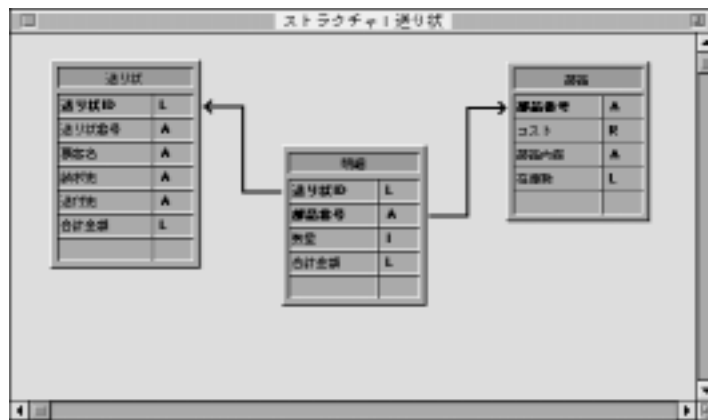 ストラクチャ:送り状
送り状
送り状ID L
送り状番号 A
顧客名 A
納付先 A
送付先 A
合計金額 L
明細
送り状ID L
部品番号 A
数量 I
合計金額 L
部品
部品番号 A
コスト R
部品内容 A
在庫数 L